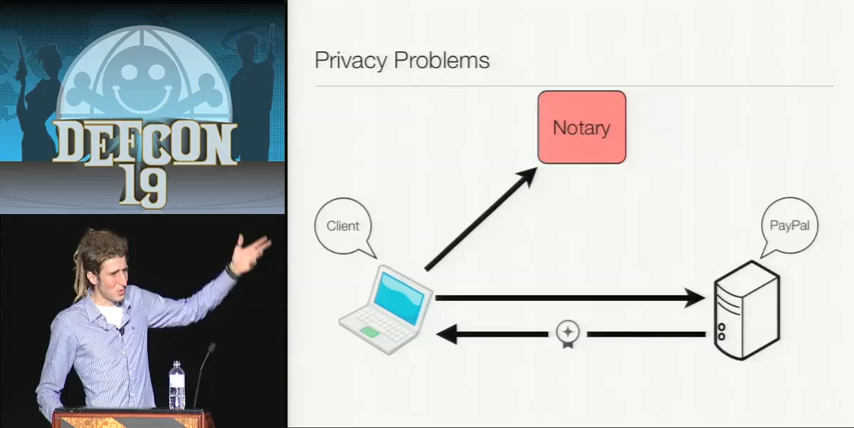 DEFCON
19
Privacy Problems
Notary
Client
PayPal